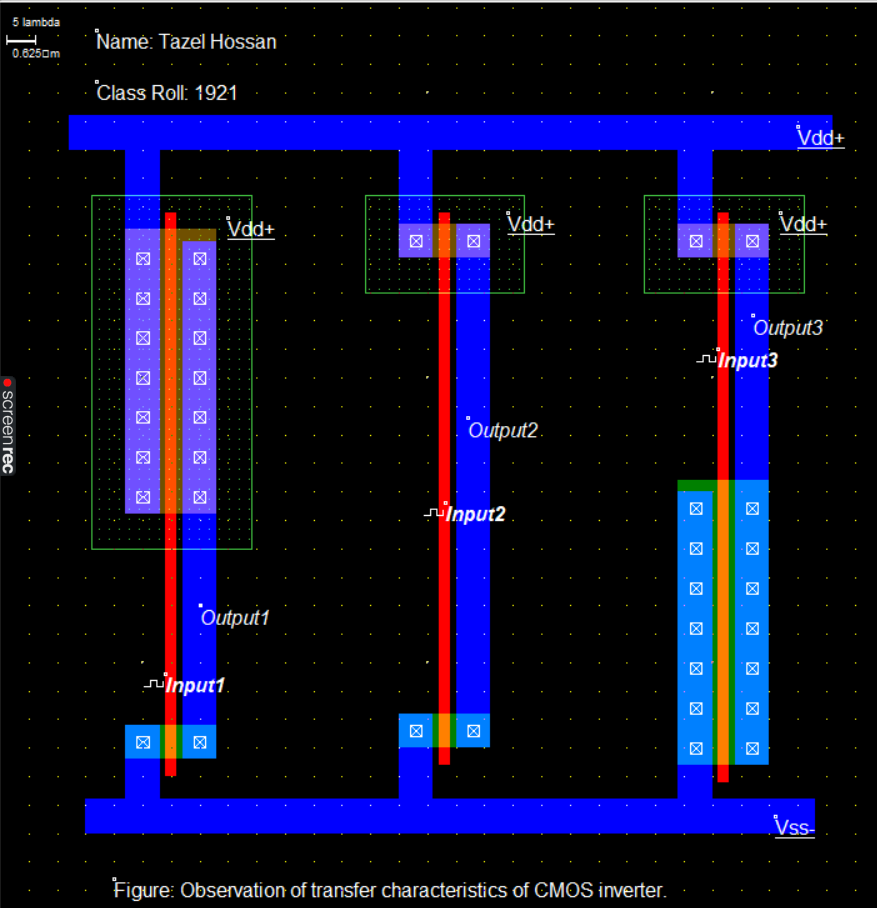 5 lambda
0.625□m
Name: Tazel Hossan
Class Roll: 1921
Vdd+
Vdd+
Vdd+
Vdd+
Output3
Input3
Output2
Input2
Output1
Input1
screenrec
Vss-
Figure: Observation of transfer characteristics of CMOS inverter.